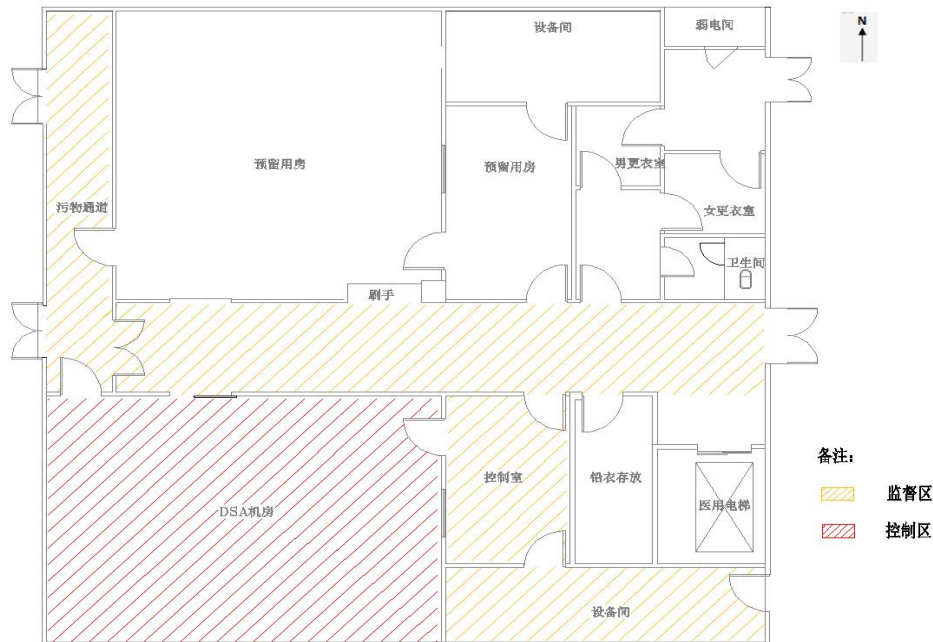 设备间
弱电间
N
预留用房
预留用房
男更衣室
污物通道
女更衣室
卫生间
刷手
控制室
铅衣存放
医用电梯
DSA机房
设备间
备注：
监督区
控制区